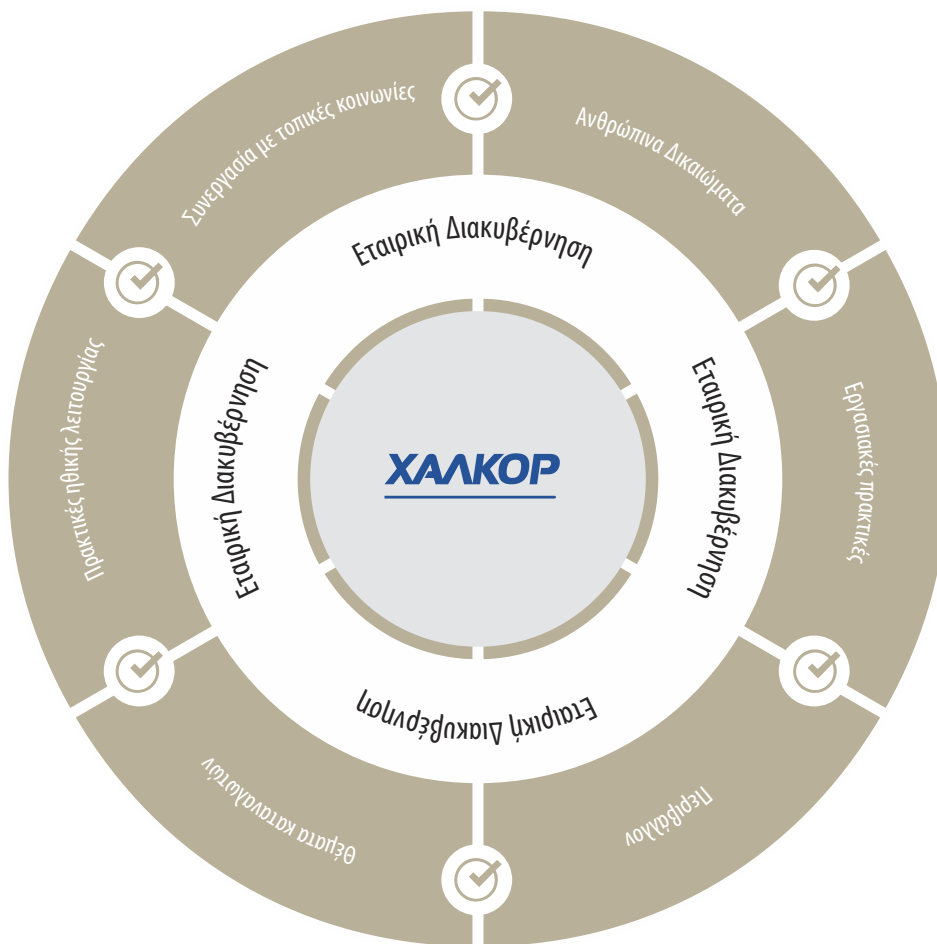 Συνεργασία με τοπικές κοινωνίες
Ανθρώπινα Δικαιώματα
Εταιρική Διακυβέρνηση
Πρακτικές ηθικής λειτουργίας
Εταιρική Διακυβέρνηση
ΧΑΛΚΟΡ
Εταιρική Διακυβέρνηση
Εργασιακές πρακτικές
Εταιρική Διακυβέρνηση
Θέματα καταναλωτών
Περιβάλλον